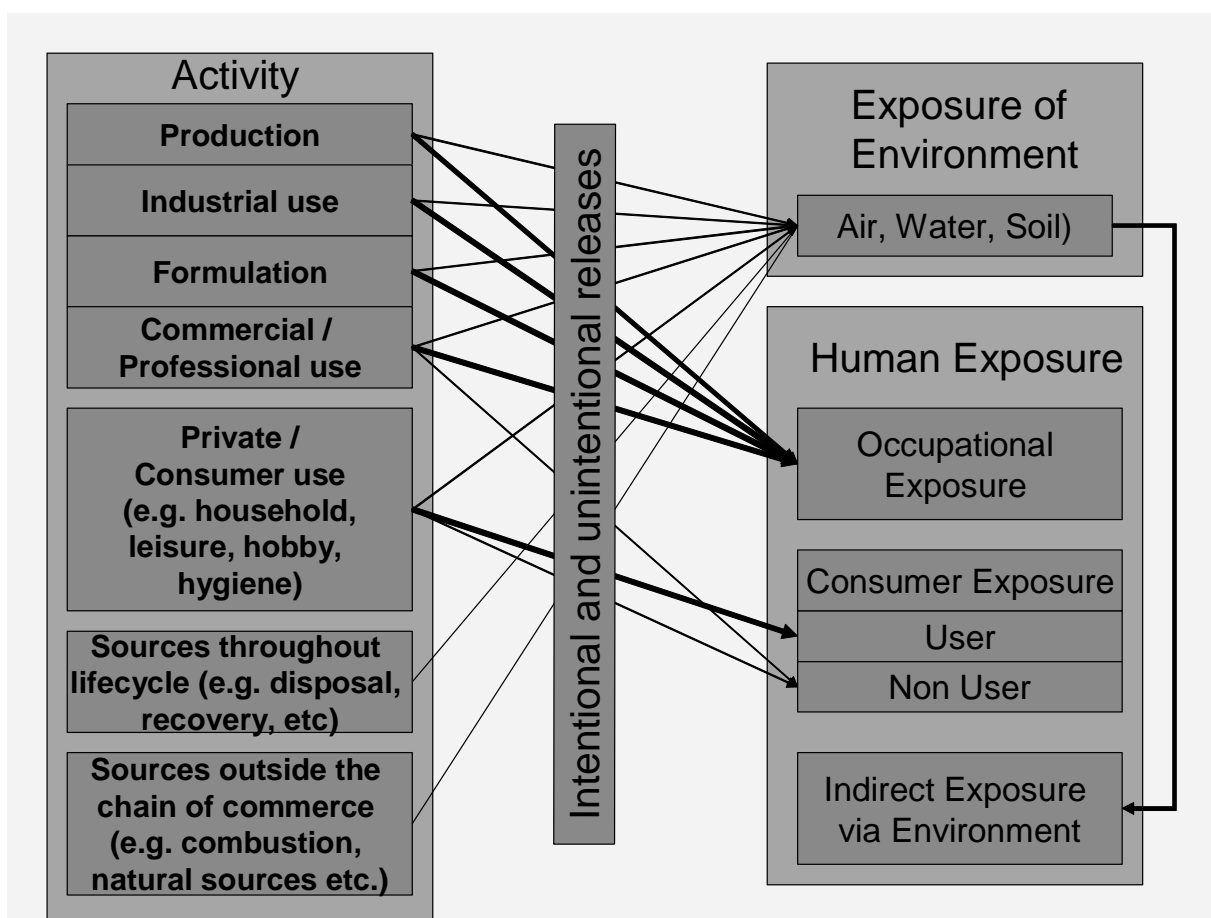 Activity
Production
Industrial use
Formulation
Commercial /
Professional use
Private /
Consumer use
(e.g. household,
leisure, hobby,
hygiene)
Sources throughout
lifecycle (e.g. disposal,
recovery, etc)
Sources outside the
chain of commerce
(e.g. combustion,
natural sources etc.)
Intentional and unintentional releases
Exposure of
Environment
Air, Water, Soil)
Human Exposure
Occupational
Exposure
Consumer Exposure
User
Non User
Indirect Exposure
via Environment